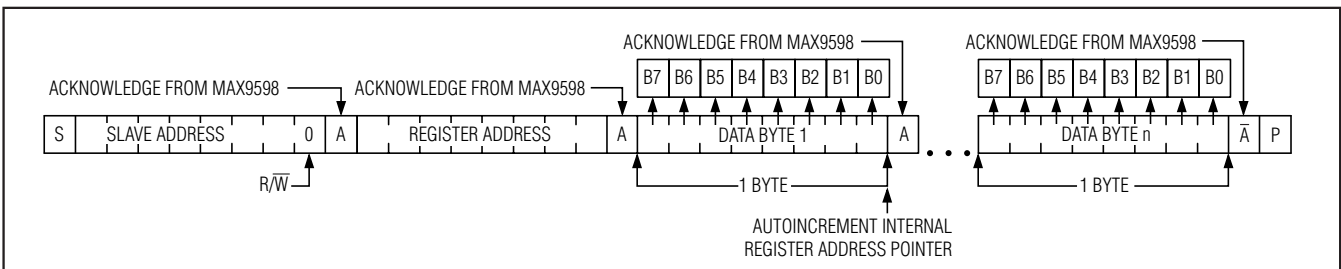 ACKNOWLEDGE FROM MAX9598 ACKNOWLEDGE FROM MAX9598
B7 B6 B5 B4 B3 B2 B1 B0 B7 B6 B5 B4 B3 B2 B1 B0
ACKNOWLEDGE FROM MAX9598 ACKNOWLEDGE FROM MAX9598
S SLAVE ADDRESS 0 A REGISTER ADDRESS A DATA BYTE 1 A • • • DATA BYTE n A̅ P
R/W̅ 1 BYTE 1 BYTE
AUTOINCREMENT INTERNAL
REGISTER ADDRESS POINTER